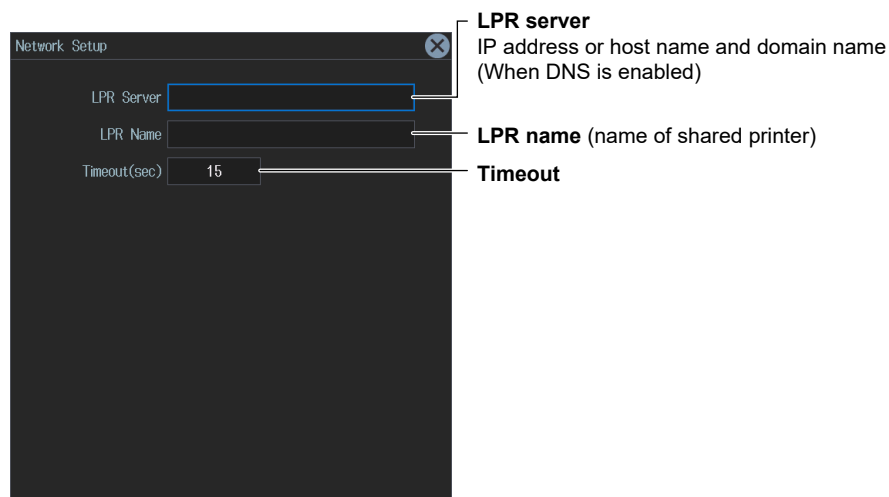 Network Setup
LPR Server
LPR Name
Timeout(sec) 15
LPR server
IP address or host name and domain name
(When DNS is enabled)
LPR name (name of shared printer)
Timeout